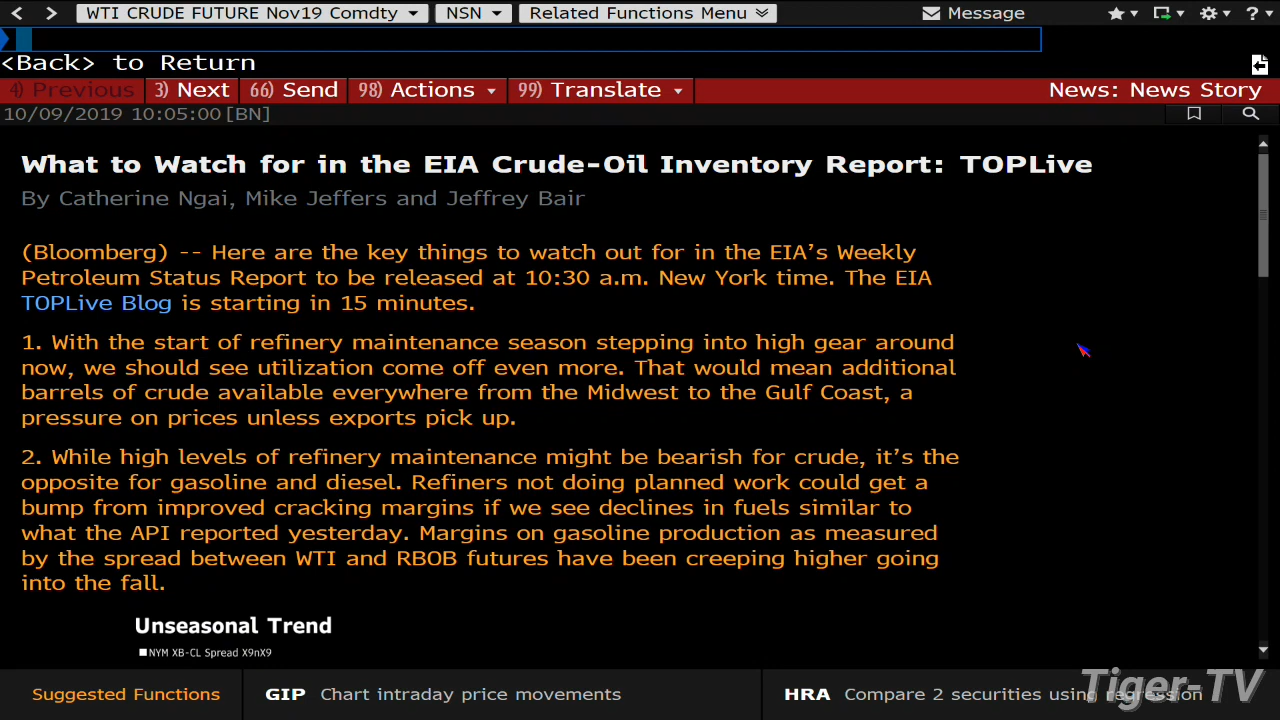 WTI CRUDE FUTURE Nov19 Comdty NSN Related Functions Menu Message ?
<Back> to Return
4) Previous 3) Next 66) Send 98) Actions 99) Translate News: News Story
10/09/2019 10:05:00 [BN]
What to Watch for in the EIA Crude-Oil Inventory Report: TOPLive
By Catherine Ngai, Mike Jeffers and Jeffrey Bair
(Bloomberg) -- Here are the key things to watch out for in the EIA's Weekly
Petroleum Status Report to be released at 10:30 a.m. New York time. The EIA
TOPLive Blog is starting in 15 minutes.
1. With the start of refinery maintenance season stepping into high gear around
now, we should see utilization come off even more. That would mean additional
barrels of crude available everywhere from the Midwest to the Gulf Coast, a
pressure on prices unless exports pick up.
2. While high levels of refinery maintenance might be bearish for crude, it's the
opposite for gasoline and diesel. Refiners not doing planned work could get a
bump from improved cracking margins if we see declines in fuels similar to
what the API reported yesterday. Margins on gasoline production as measured
by the spread between WTI and RBOB futures have been creeping higher going
into the fall.
Unseasonal Trend
NYM XB-CL Spread X9nX9
Suggested Functions GIP Chart intraday price movements HRA Compare 2 securities using regression
Tiger-TV